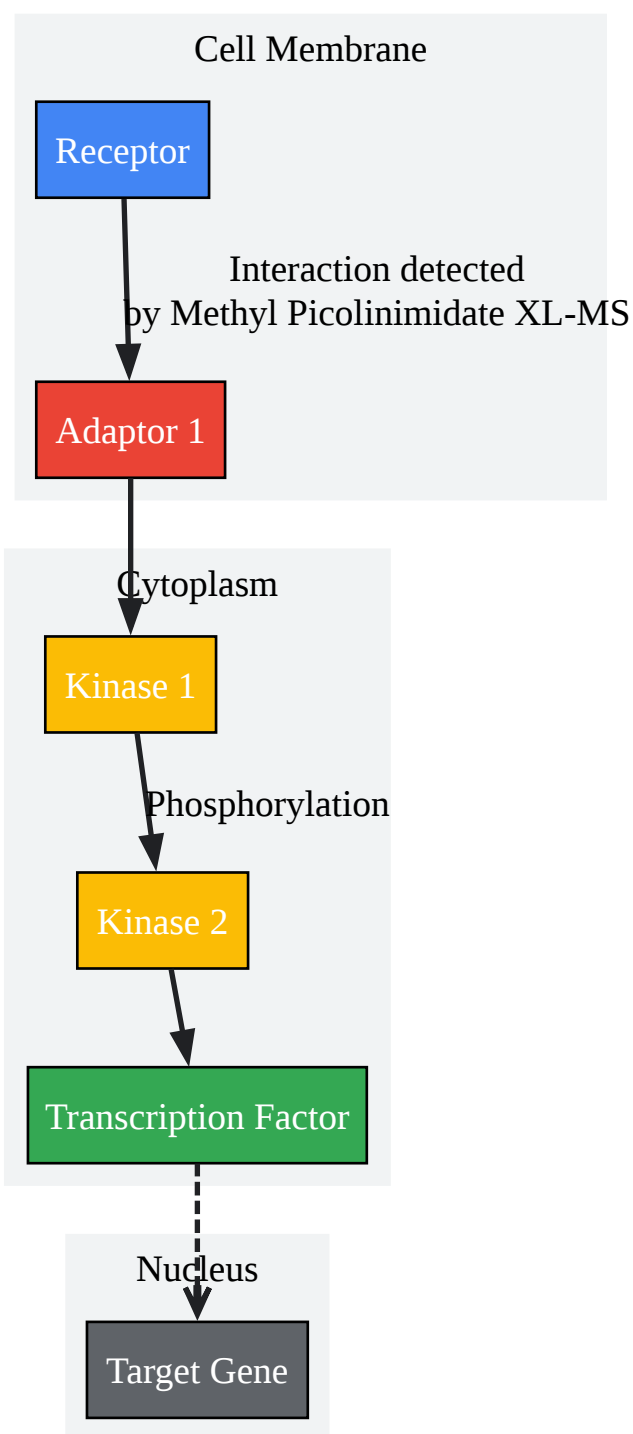 Cell Membrane
Receptor
Interaction detected
by Methyl Picolinimidate XL-MS
Adaptor 1
Cytoplasm
Kinase 1
Phosphorylation
Kinase 2
Transcription Factor
Nucleus
Target Gene